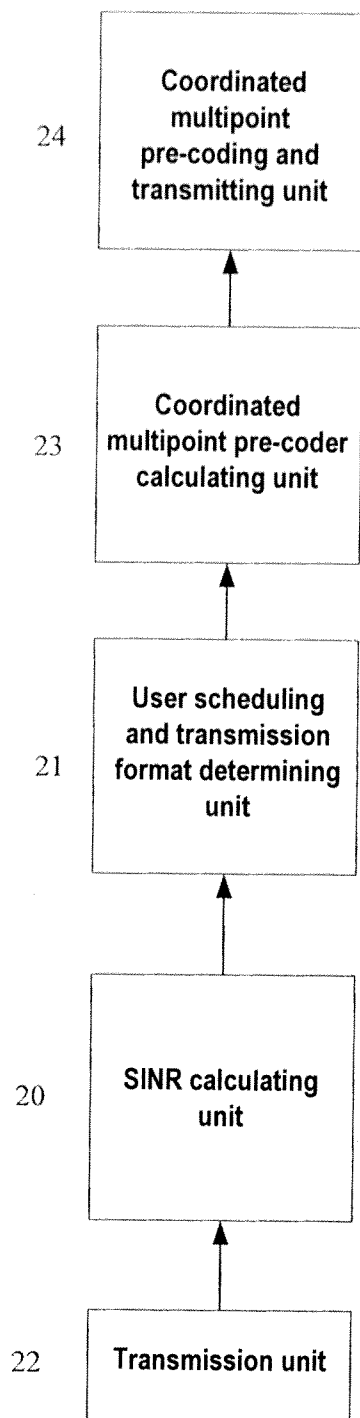 24
Coordinated
multipoint
pre-coding and
transmitting unit
23
Coordinated
multipoint pre-coder
calculating unit
21
User scheduling
and transmission
format determining
unit
20
SINR calculating
unit
22
Transmission unit